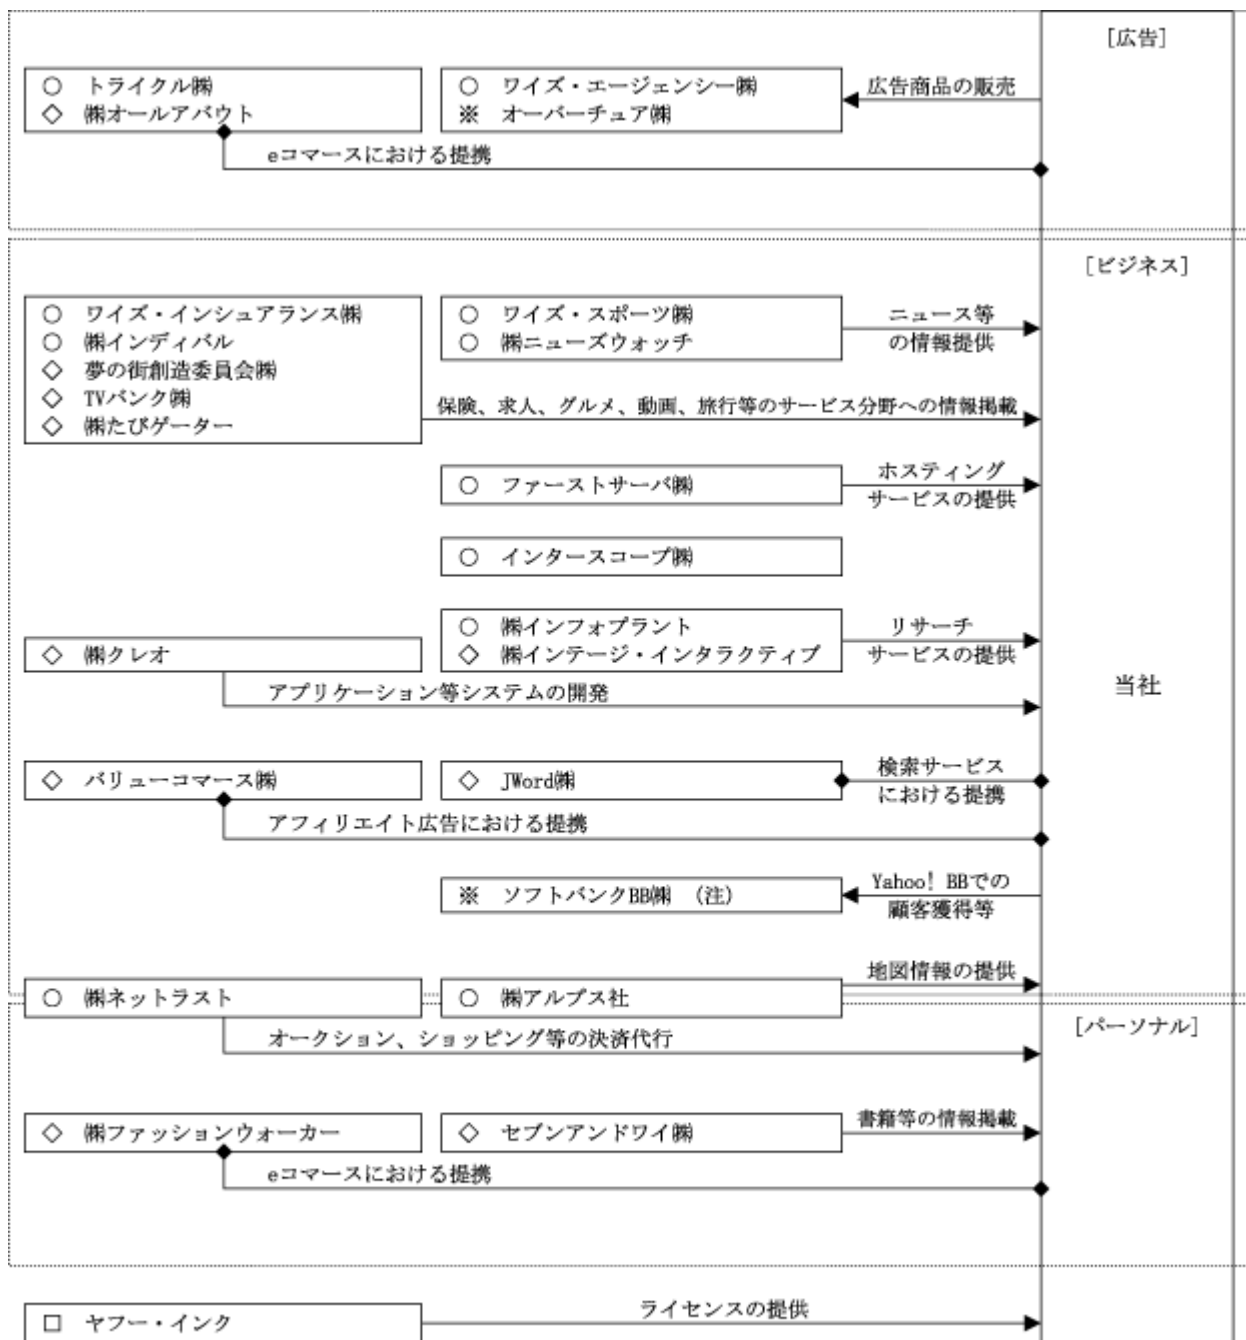 [広告]
○ トライクル㈱
◇ ㈱オールアバウト
○ ワイズ・エージェンシー㈱
※ オーバーチュア㈱
広告商品の販売
eコマースにおける提携
[ビジネス]
○ ワイズ・インシュアランス㈱
○ ㈱インディバル
◇ 夢の街創造委員会㈱
◇ TVバンク㈱
◇ ㈱たびゲーター
○ ワイズ・スポーツ㈱
○ ㈱ニューズウォッチ
ニュース等
の情報提供
保険、求人、グルメ、動画、旅行等のサービス分野への情報掲載
○ ファーストサーバ㈱
ホスティング
サービスの提供
○ インタースコープ㈱
○ ㈱インフォプラント
◇ ㈱インテージ・インタラクティブ
リサーチ
サービスの提供
◇ ㈱クレオ
アプリケーション等システムの開発
当社
◇ バリューコマース㈱
◇ JWord㈱
検索サービス
における提携
アフィリエイト広告における提携
※ ソフトバンクBB㈱ （注）
Yahoo! BBでの
顧客獲得等
○ ㈱ネットラスト
○ ㈱アルプス社
地図情報の提供
オークション、ショッピング等の決済代行
[パーソナル]
◇ ㈱ファッションウォーカー
◇ セブンアンドワイ㈱
書籍等の情報掲載
eコマースにおける提携
□ ヤフー・インク
ライセンスの提供